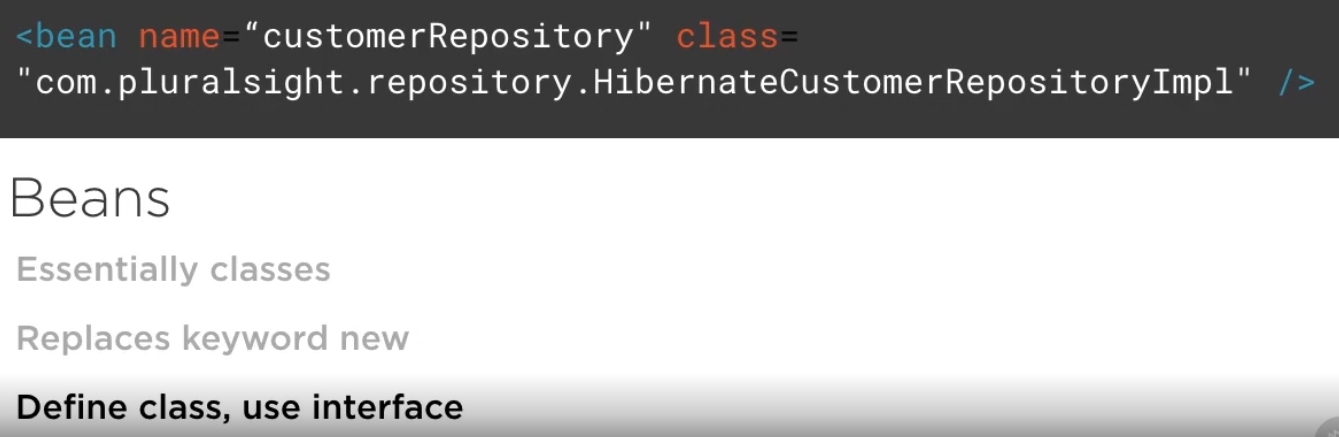 <bean name=“customerRepository" class=
"com.pluralsight.repository.HibernateCustomerRepositoryImpl" />
Beans
Essentially classes
Replaces keyword new
Define class, use interface